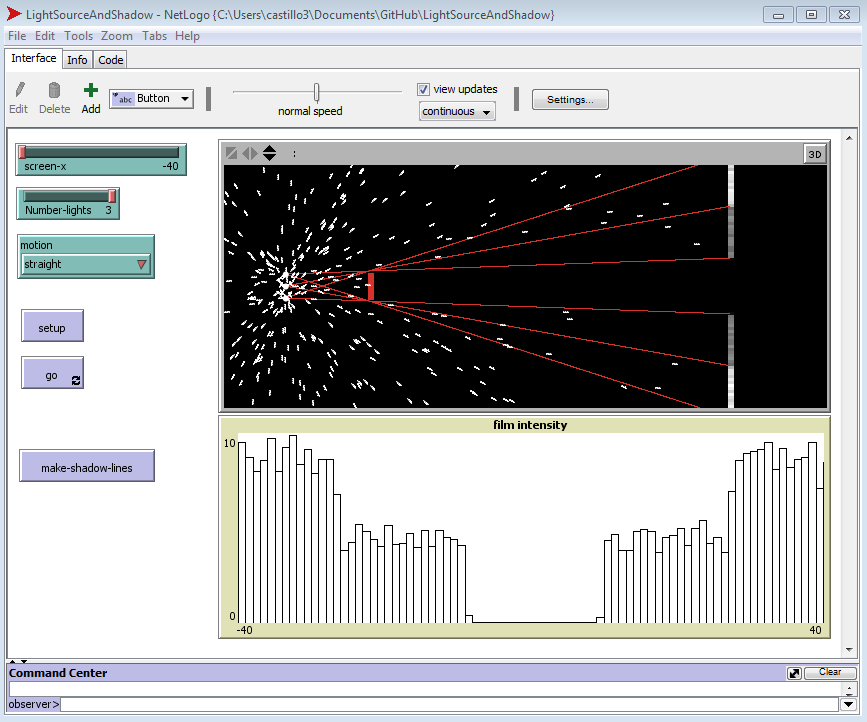 LightSourceAndShadow - NetLogo {C:\Users\castillo3\Documents\GitHub\LightSourceAndShadow}
File Edit Tools Zoom Tabs Help
Interface Info Code
Edit Delete Add abc Button normal speed view updates continuous Settings...
screen-x -40
Number-lights 3
motion
straight
setup
go
make-shadow-lines
: 3D
film intensity
10
0
-40 40
Command Center Clear
observer>